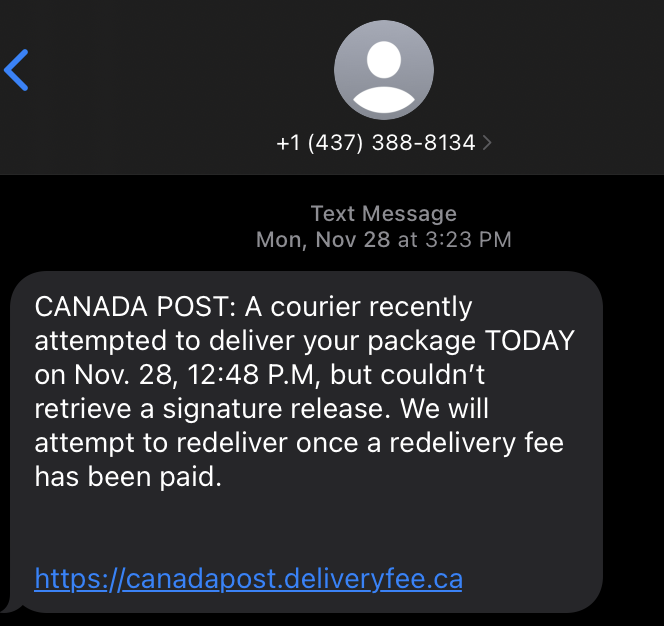 +1 (437) 388-8134
Text Message
Mon, Nov 28 at 3:23 PM
CANADA POST: A courier recently
attempted to deliver your package TODAY
on Nov. 28, 12:48 P.M, but couldn't
retrieve a signature release. We will
attempt to redeliver once a redelivery fee
has been paid.
https://canadapost.deliveryfee.ca